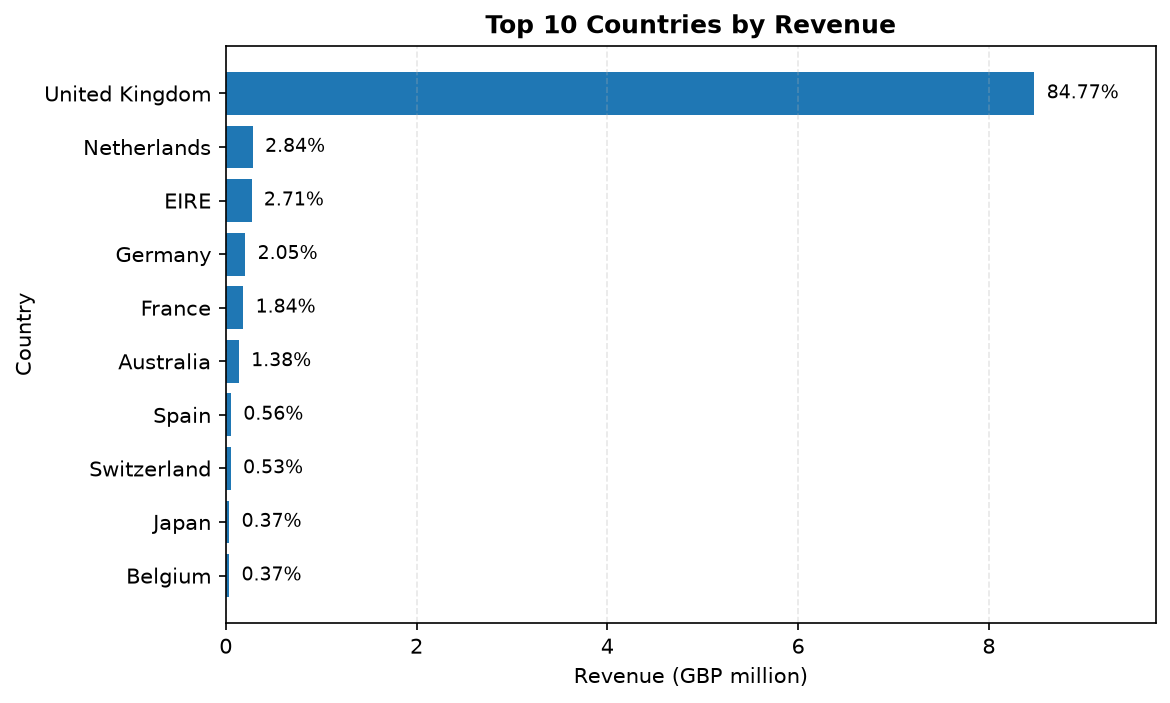 Top 10 Countries by Revenue
United Kingdom 84.77%
Netherlands 2.84%
EIRE 2.71%
Germany 2.05%
France 1.84%
Australia 1.38%
Spain 0.56%
Switzerland 0.53%
Japan 0.37%
Belgium 0.37%
Country
0 2 4 6 8
Revenue (GBP million)